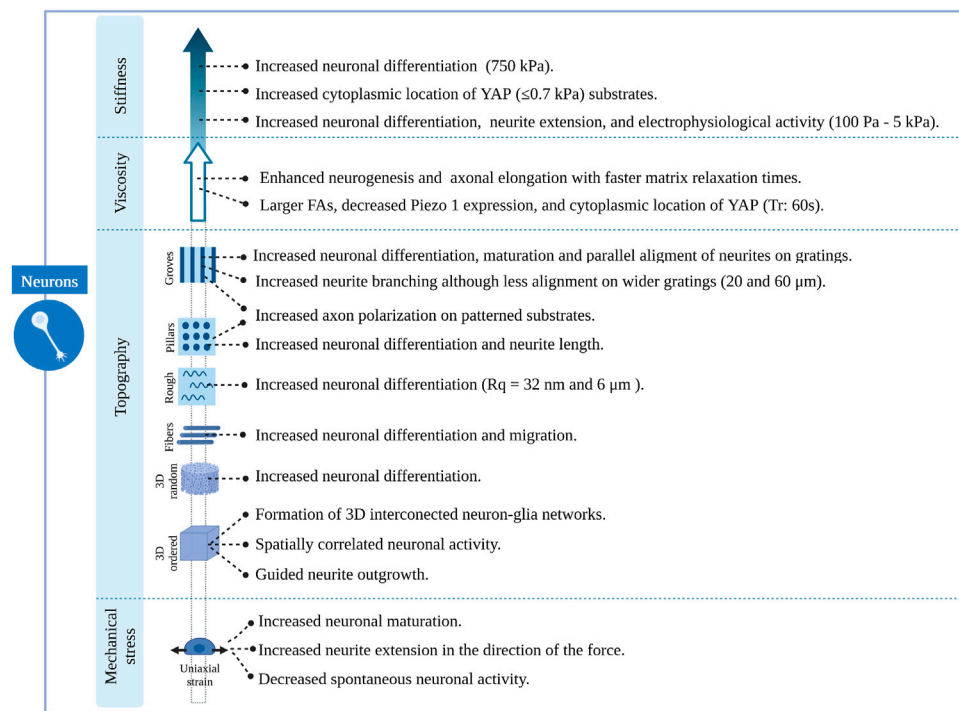 Stiffness
Increased neuronal differentiation (750 kPa).
Increased cytoplasmic location of YAP (≤0.7 kPa) substrates.
Increased neuronal differentiation, neurite extension, and electrophysiological activity (100 Pa - 5 kPa).
Viscosity
Enhanced neurogenesis and axonal elongation with faster matrix relaxation times.
Larger FAs, decreased Piezo 1 expression, and cytoplasmic location of YAP (Tr: 60s).
Neurons
Topography
Groves
Increased neuronal differentiation, maturation and parallel aligment of neurites on gratings.
Increased neurite branching although less alignment on wider gratings (20 and 60 μm).
Increased axon polarization on patterned substrates.
Pillars
Increased neuronal differentiation and neurite length.
Rough
Increased neuronal differentiation (Rq = 32 nm and 6 μm ).
Fibers
Increased neuronal differentiation and migration.
3D
random
Increased neuronal differentiation.
3D
ordered
Formation of 3D interconnected neuron-glia networks.
Spatially correlated neuronal activity.
Guided neurite outgrowth.
Mechanical
stress
Uniaxial
strain
Increased neuronal maturation.
Increased neurite extension in the direction of the force.
Decreased spontaneous neuronal activity.